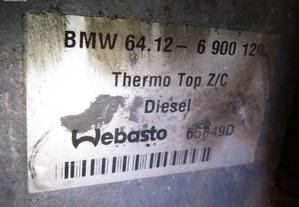 BMW 64.12- 6 900 120
Thermo Top Z/C
Diesel
Webasto 65849D